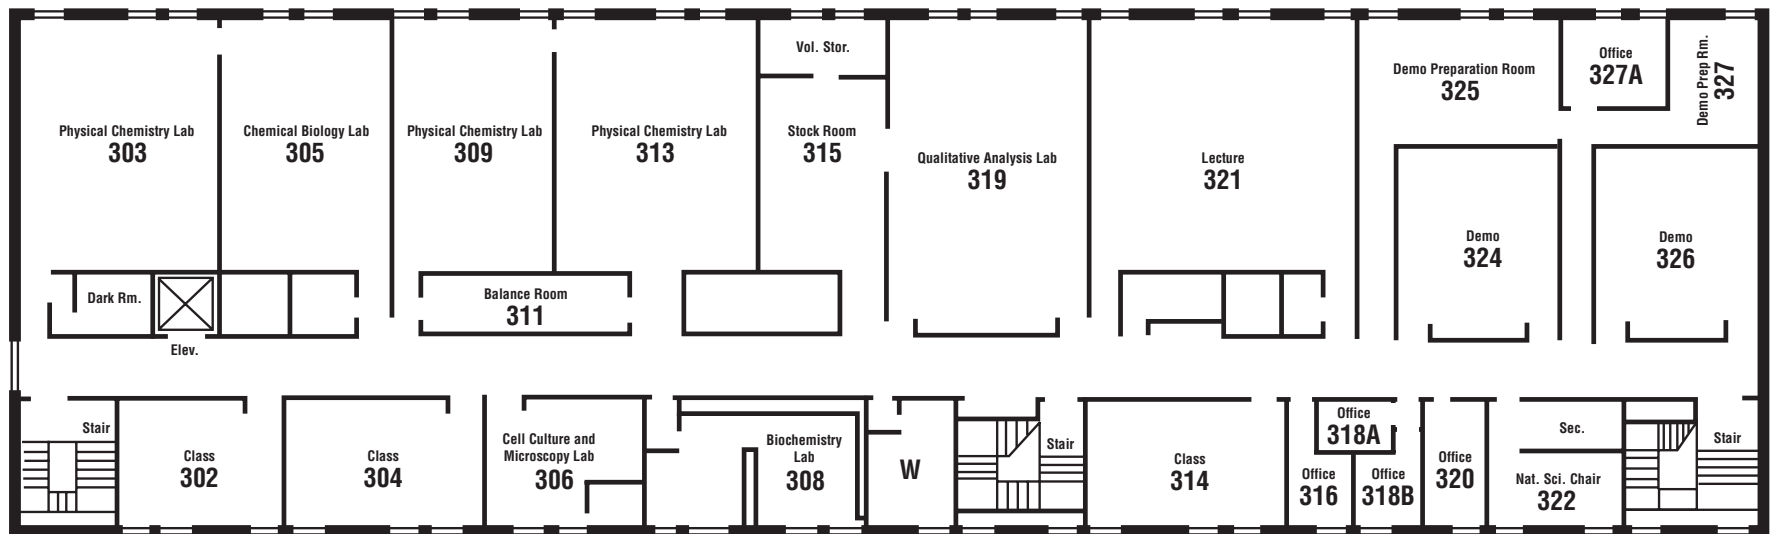 Vol. Stor.
Office
327A
Demo Prep Rm.
327
Demo Preparation Room
325
Physical Chemistry Lab
303
Chemical Biology Lab
305
Physical Chemistry Lab
309
Physical Chemistry Lab
313
Stock Room
315
Qualitative Analysis Lab
319
Lecture
321
Demo
324
Demo
326
Dark Rm.
Balance Room
311
Elev.
Stair
Class
302
Class
304
Cell Culture and
Microscopy Lab
306
Biochemistry
Lab
308
W
Stair
Class
314
Office
316
Office
318A
Office
318B
Office
320
Sec.
Nat. Sci. Chair
322
Stair